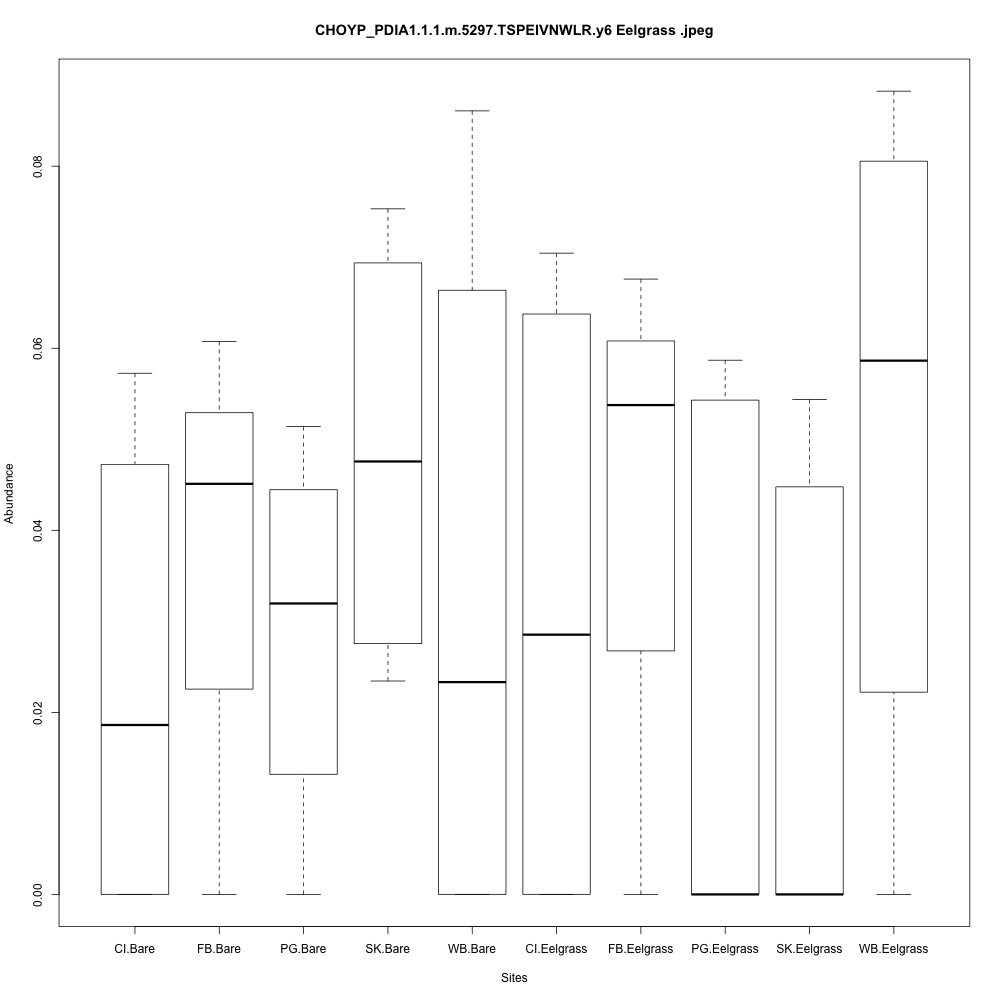 CHOYP_PDIA1.1.1.m.5297.TSPEIVNWLR.y6 Eelgrass .jpeg
Abundance
0.08
0.06
0.04
0.02
0.00
CI.Bare FB.Bare PG.Bare SK.Bare WB.Bare CI.Eelgrass FB.Eelgrass PG.Eelgrass SK.Eelgrass WB.Eelgrass
Sites